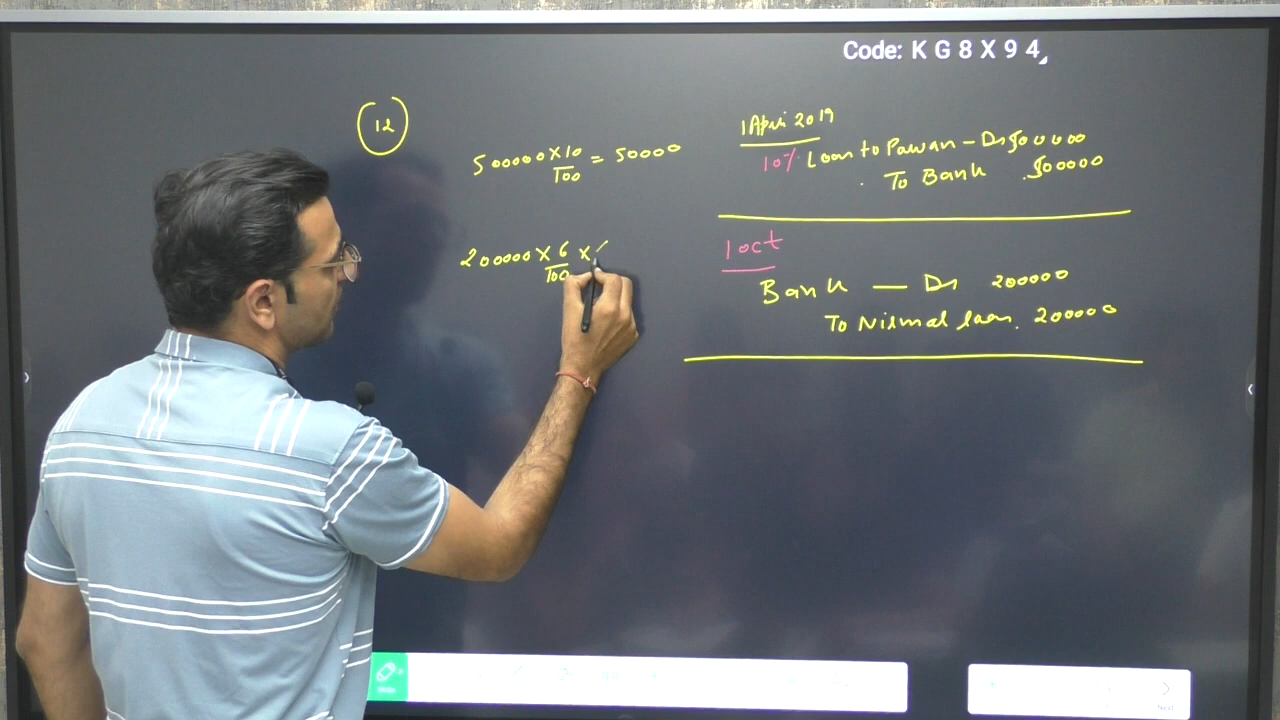 Code: K G 8 X 9 4
12
500000 X 10/100 = 50000
200000 X 6/100 X
1 April 2019
10% Loan to Pawan - Dr 500000
To Bank 500000
1 oct
Bank — Dr 200000
To Nirmal loan. 200000